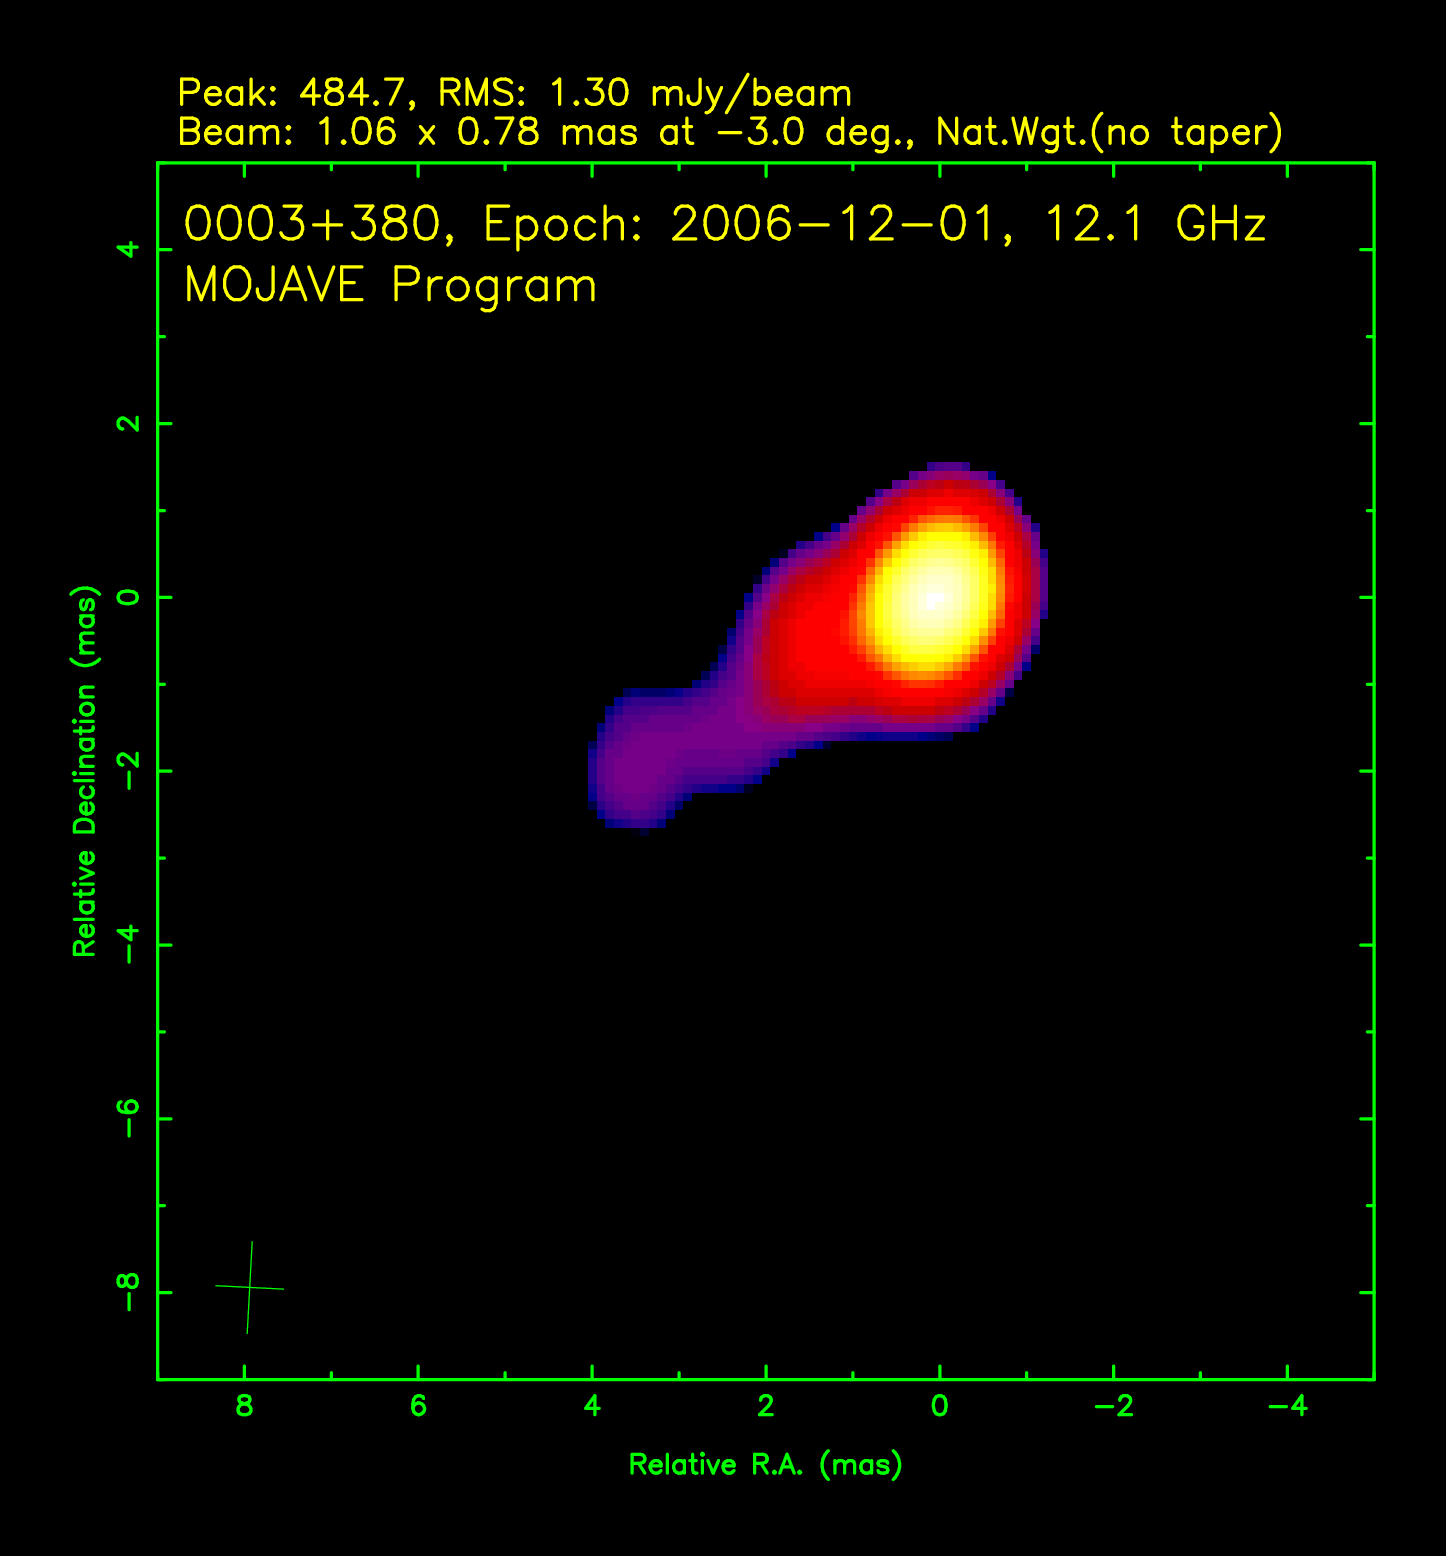 Peak: 484.7, RMS: 1.30 mJy/beam
Beam: 1.06 x 0.78 mas at −3.0 deg., Nat.Wgt.(no taper)
0003+380, Epoch: 2006−12−01, 12.1 GHz
MOJAVE Program
4
2
0
−2
−4
−6
−8
Relative Declination (mas)
8 6 4 2 0 −2 −4
Relative R.A. (mas)